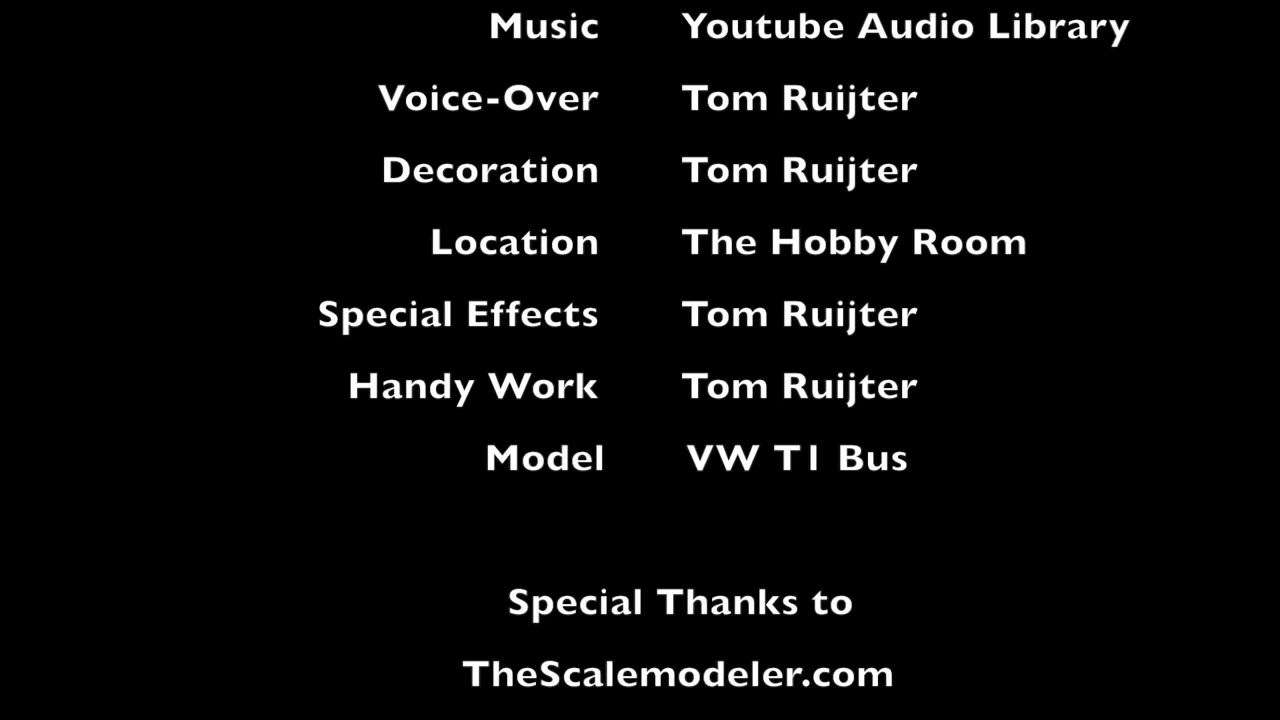 Music Youtube Audio Library
Voice-Over Tom Ruijter
Decoration Tom Ruijter
Location The Hobby Room
Special Effects Tom Ruijter
Handy Work Tom Ruijter
Model VW T1 Bus
Special Thanks to
TheScalemodeler.com